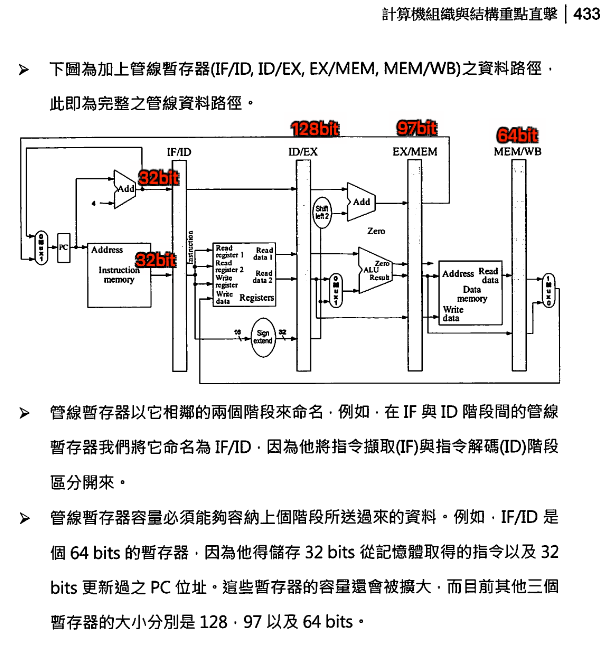 計算機組織與結構重點直擊 | 433
➢ 下圖為加上管線暫存器(IF/ID, ID/EX, EX/MEM, MEM/WB)之資料路徑，
此即為完整之管線資料路徑。
128bit 97bit 64bit
IF/ID ID/EX EX/MEM MEM/WB
32bit
Add
4
Add
Shift left 2
0 Mux 1
PC
Zero
32bit
Address
Instruction memory
Instruction
Read register 1
Read register 2
Write register
Write data
Read data 1
Read data 2
Registers
0 Mux 1
Zero
ALU
Result
Address
Read data
Data memory
Write data
1 Mux 0
16
Sign extend
32
➢ 管線暫存器以它相鄰的兩個階段來命名，例如，在 IF 與 ID 階段間的管線
暫存器我們將它命名為 IF/ID，因為他將指令擷取(IF)與指令解碼(ID)階段
區分開來。
➢ 管線暫存器容量必須能夠容納上個階段所送過來的資料。例如，IF/ID 是
個 64 bits 的暫存器，因為他得儲存 32 bits 從記憶體取得的指令以及 32
bits 更新過之 PC 位址。這些暫存器的容量還會被擴大，而目前其他三個
暫存器的大小分別是 128，97 以及 64 bits。